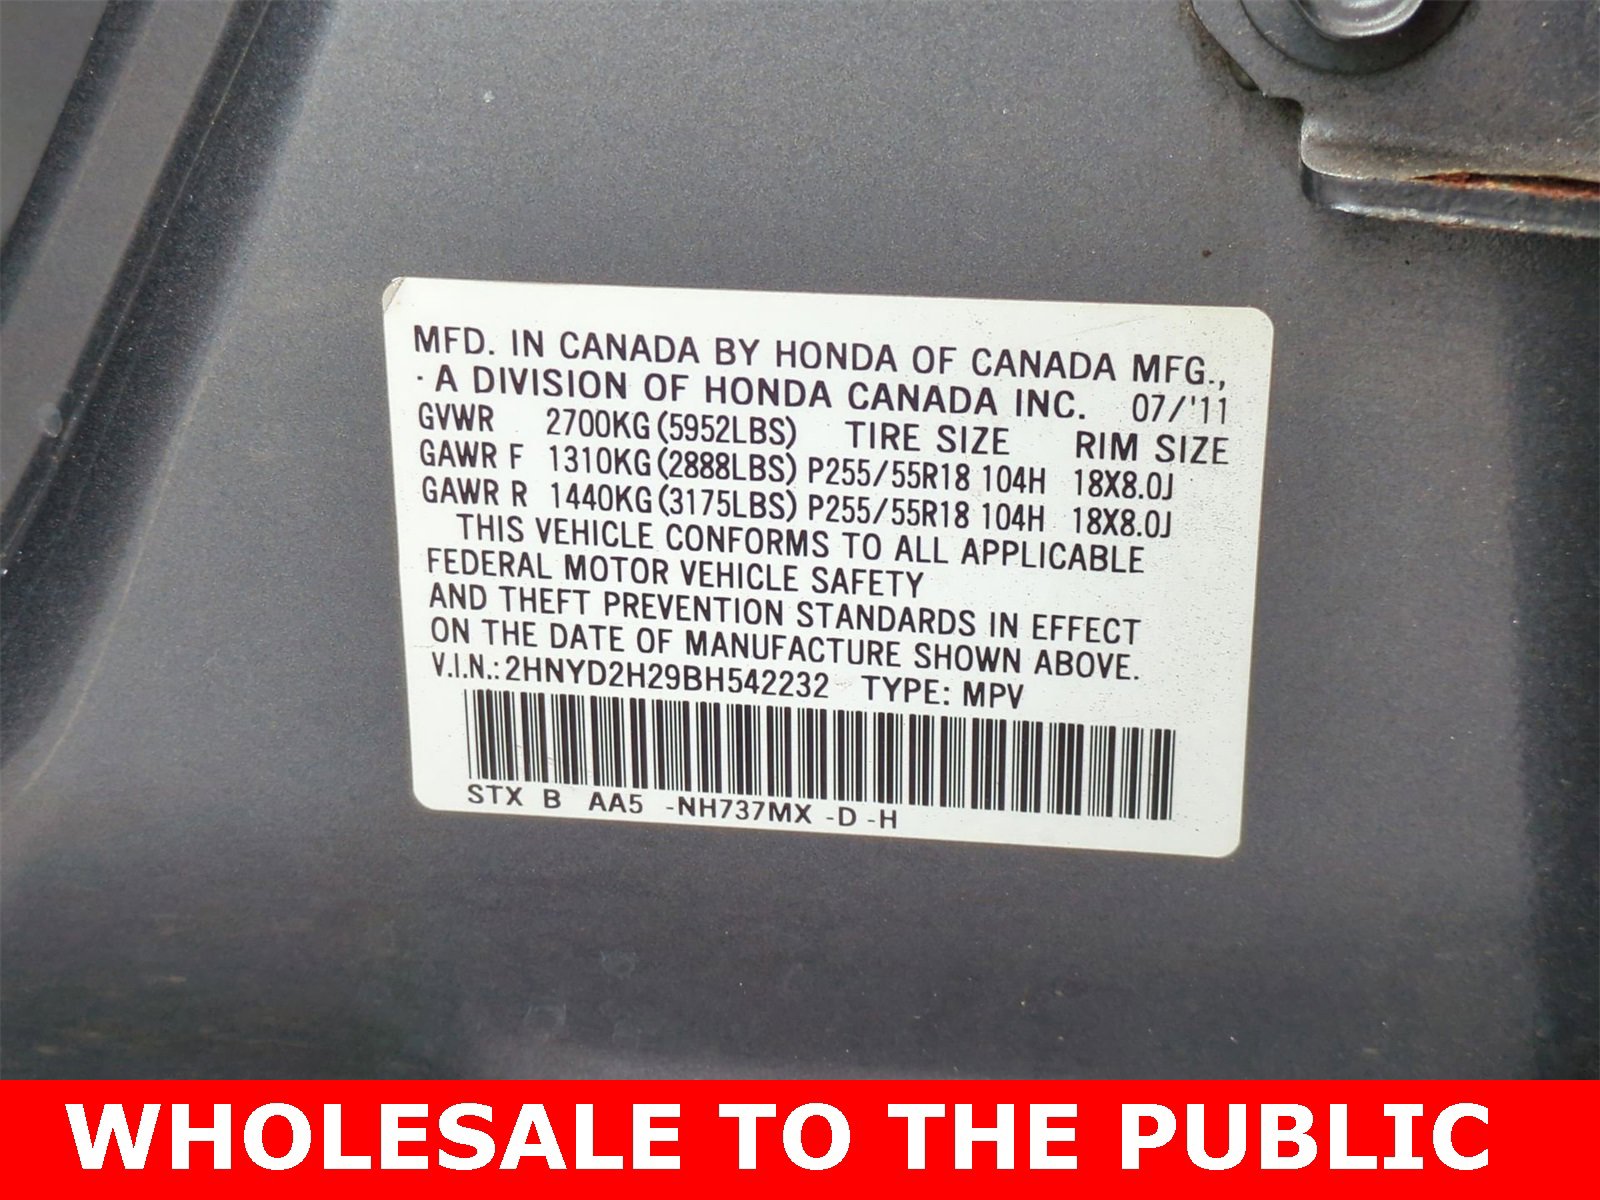 MFD. IN CANADA BY HONDA OF CANADA MFG.,
· A DIVISION OF HONDA CANADA INC. 07/'11
GVWR 2700KG (5952LBS) TIRE SIZE RIM SIZE
GAWR F 1310KG (2888LBS) P255/55R18 104H 18X8.0J
GAWR R 1440KG (3175LBS) P255/55R18 104H 18X8.0J
THIS VEHICLE CONFORMS TO ALL APPLICABLE
FEDERAL MOTOR VEHICLE SAFETY
AND THEFT PREVENTION STANDARDS IN EFFECT
ON THE DATE OF MANUFACTURE SHOWN ABOVE.
V.I.N.: 2HNYD2H29BH542232 TYPE: MPV
STX B AA5 -NH737MX -D -H
WHOLESALE TO THE PUBLIC